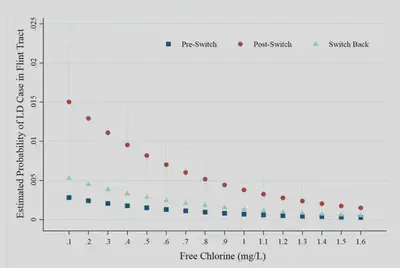 Pre-Switch Post-Switch Switch Back
Estimated Probability of LD Case in Flint Tract
.025
.02
.015
.01
.005
0
.1 .2 .3 .4 .5 .6 .7 .8 .9 1 1.1 1.2 1.3 1.4 1.5 1.6
Free Chlorine (mg/L)